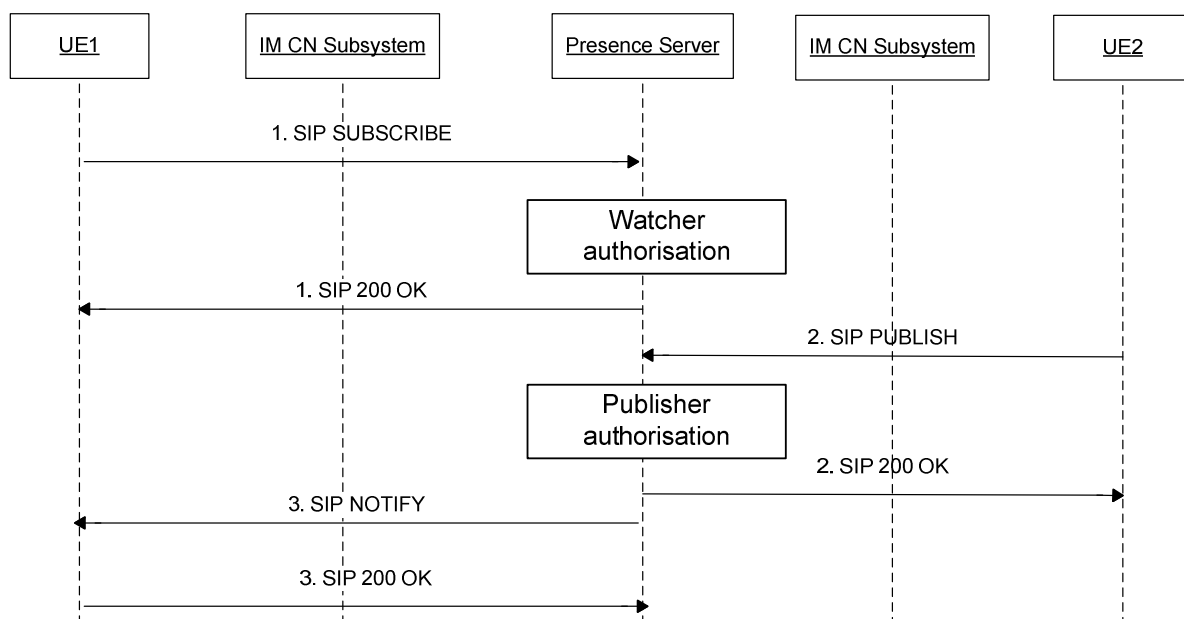 UE1
IM CN Subsystem
Presence Server
IM CN Subsystem
UE2
1. SIP SUBSCRIBE
Watcher
authorisation
1. SIP 200 OK
2. SIP PUBLISH
Publisher
authorisation
2. SIP 200 OK
3. SIP NOTIFY
3. SIP 200 OK